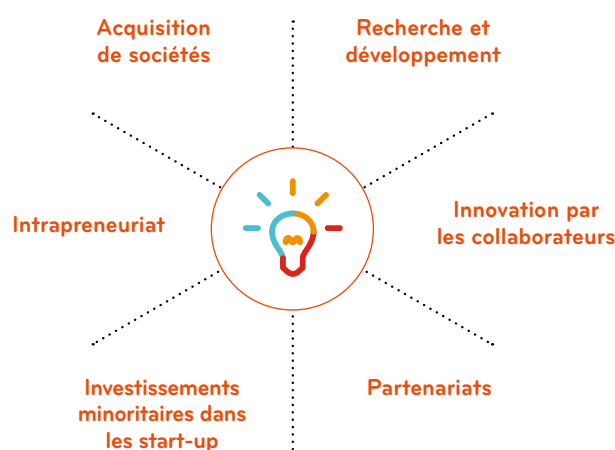 Acquisition
de sociétés
Recherche et
développement
Intrapreneuriat
Innovation par
les collaborateurs
Investissements
minoritaires dans
les start-up
Partenariats